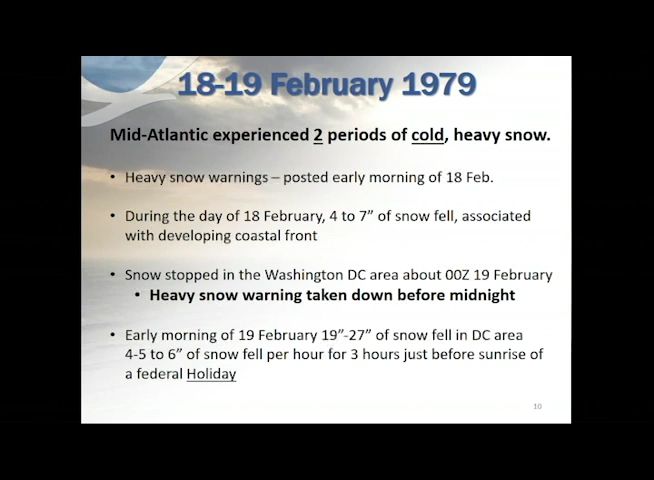 18-19 February 1979
Mid-Atlantic experienced 2 periods of cold, heavy snow.
• Heavy snow warnings – posted early morning of 18 Feb.
• During the day of 18 February, 4 to 7” of snow fell, associated
with developing coastal front
• Snow stopped in the Washington DC area about 00Z 19 February
• Heavy snow warning taken down before midnight
• Early morning of 19 February 19”-27” of snow fell in DC area
4-5 to 6” of snow fell per hour for 3 hours just before sunrise of
a federal Holiday
10